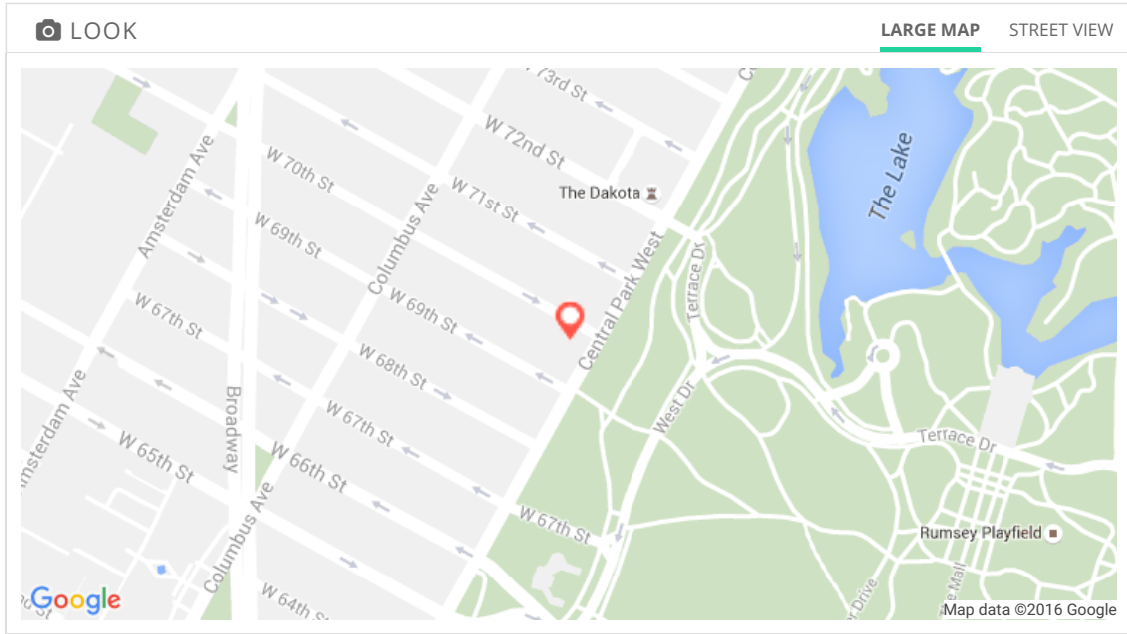 LOOK
LARGE MAP
STREET VIEW
73rd St
W 72nd St
W 70th St
W 71st St
The Dakota
The Lake
Amsterdam Ave
Columbus Ave
W 69th St
Central Park West
Terrace Dr
W 67th St
W 69th St
W 68th St
Broadway
West Dr
W 67th St
Terrace Dr
W 65th St
W 66th St
Columbus Ave
W 67th St
Rumsey Playfield
W 64th St
Mall
Google
Map data ©2016 Google